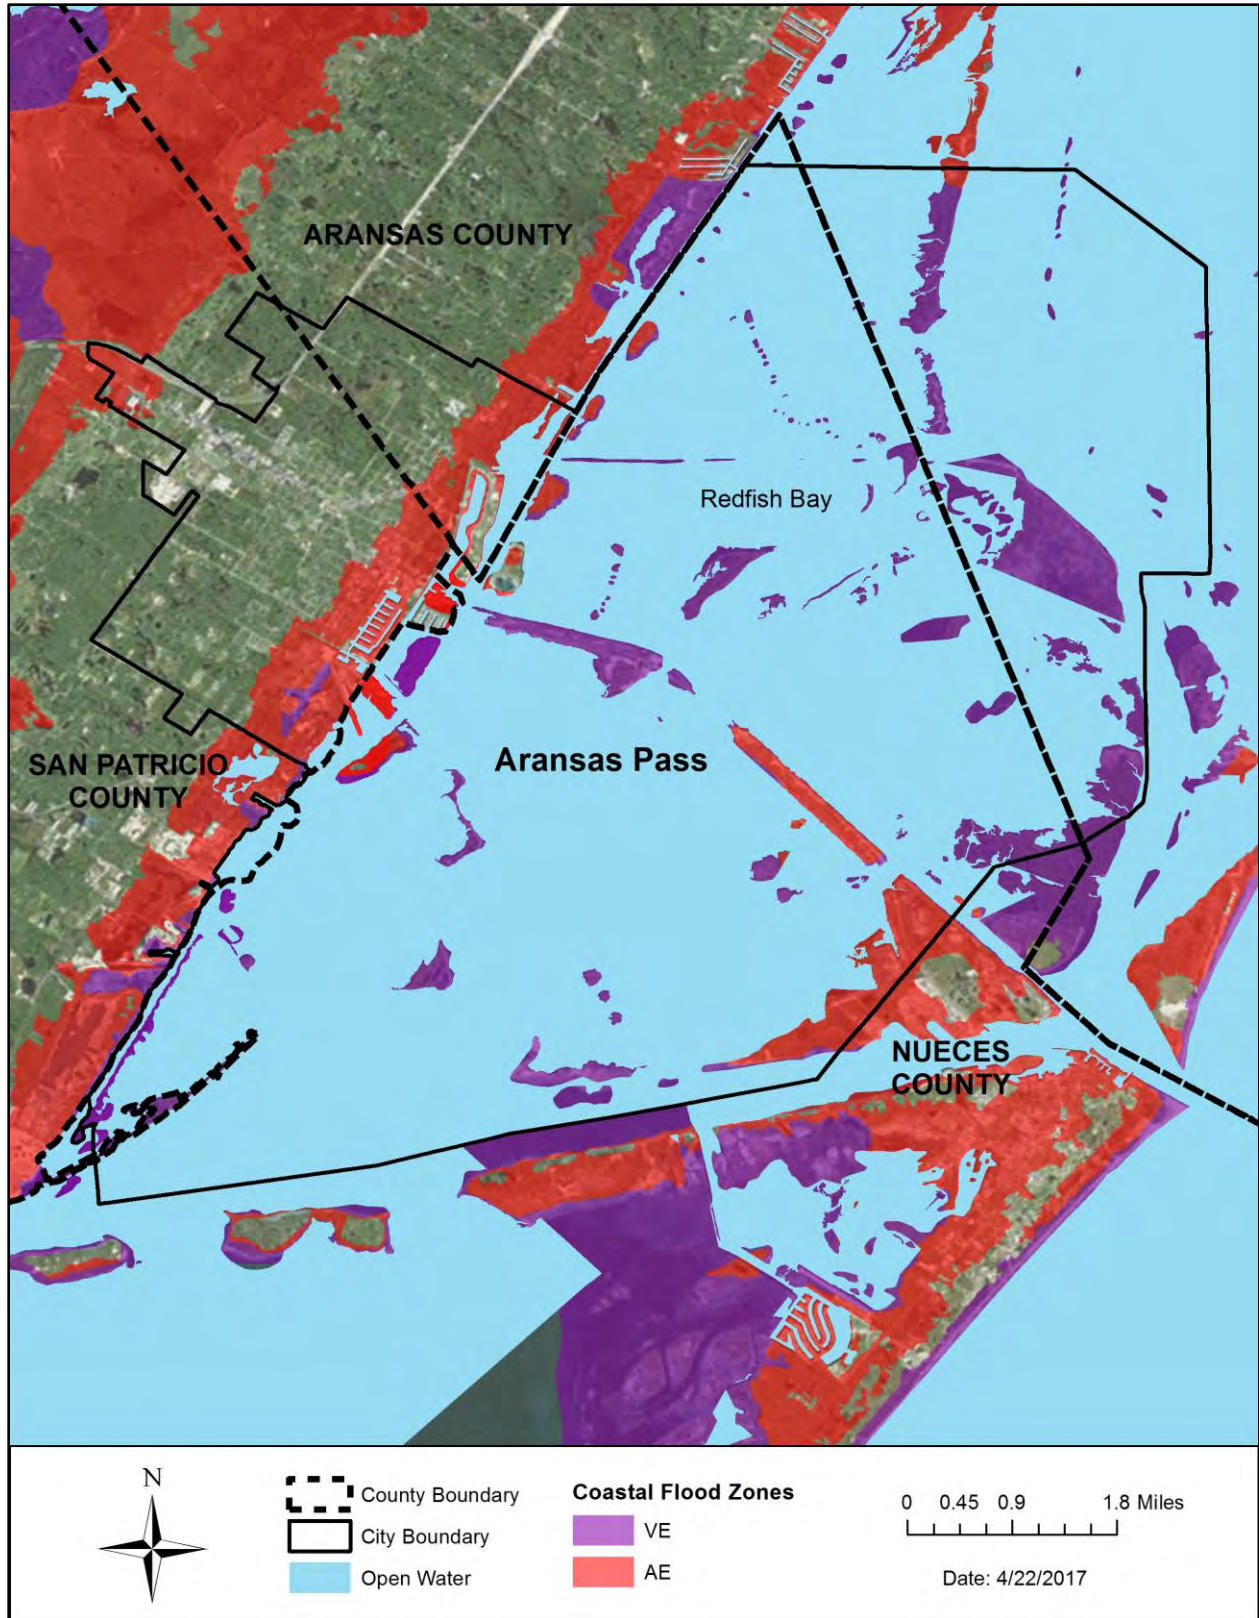 ARANSAS COUNTY
Redfish Bay
Aransas Pass
SAN PATRICIO
COUNTY
NUECES
COUNTY
N
County Boundary
City Boundary
Open Water
Coastal Flood Zones
VE
AE
0 0.45 0.9 1.8 Miles
Date: 4/22/2017